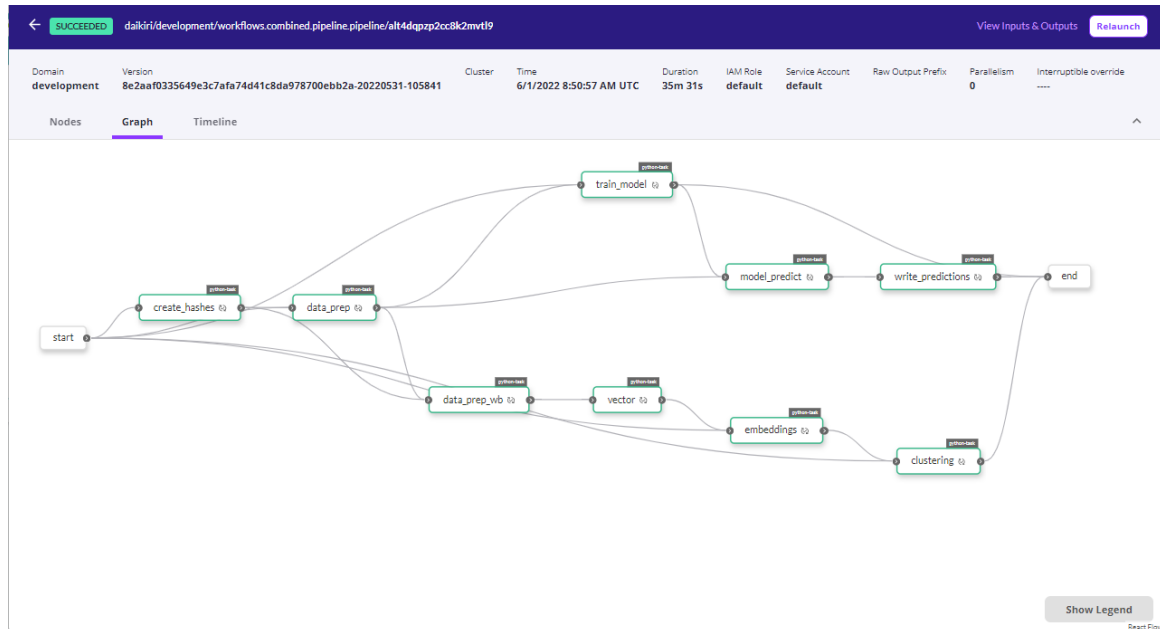 SUCCEEDED daikiri/development/workflows.combined.pipeline.pipeline/alt4dqpzp2cc8k2mvtl9 View Inputs & Outputs Relaunch
Domain Version Cluster Time Duration IAM Role Service Account Raw Output Prefix Parallelism Interruptible override
development 8e2aaf0335649e3c7afa74d41c8da978700ebb2a-20220531-105841 6/1/2022 8:50:57 AM UTC 35m 31s default default 0 ----
Nodes Graph Timeline
python-task
train_model
python-task python-task
model_predict write_predictions end
python-task python-task
create_hashes data_prep
start
python-task python-task
data_prep_wb vector
python-task
embeddings
python-task
clustering
Show Legend